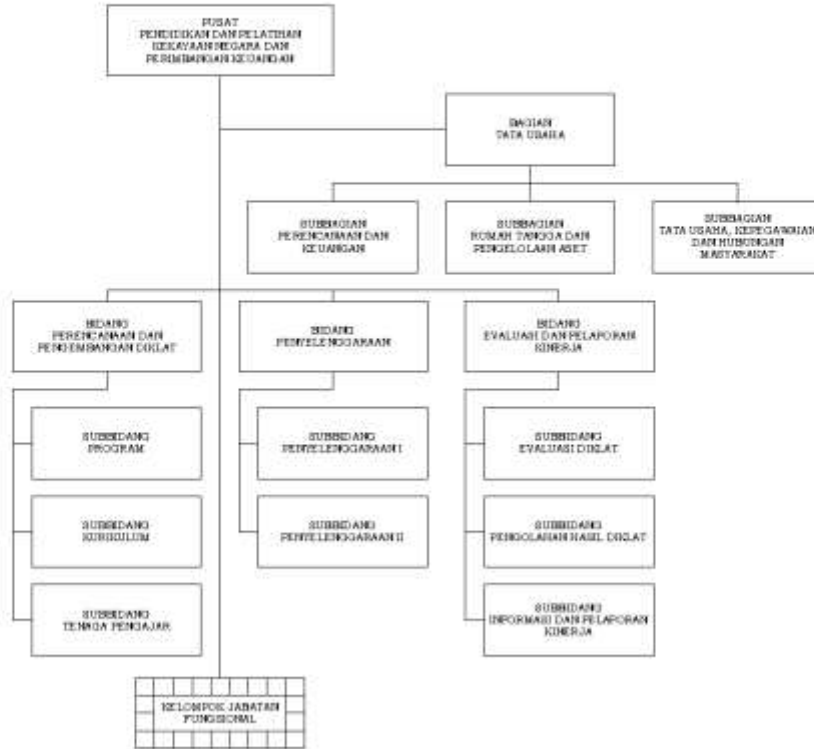 PUSAT
PENDIDIKAN DAN PELATIHAN
KEKAYAAN NEGARA DAN
PERIMBANGAN KEUANGAN
BAGIAN
TATA USAHA
SUBBAGIAN
PERENCANAAN DAN
KEUANGAN
SUBBAGIAN
RUMAH TANGGA DAN
PENGELOLAAN ASET
SUBBAGIAN
TATA USAHA, KEPEGAWAIAN
DAN HUBUNGAN
MASYARAKAT
BIDANG
PERENCANAAN DAN
PENGEMBANGAN DIKLAT
BIDANG
PENYELENGGARAAN
BIDANG
EVALUASI DAN PELAPORAN
KINERJA
SUBBIDANG
PROGRAM
SUBBIDANG
PENYELENGGARAAN I
SUBBIDANG
EVALUASI DIKLAT
SUBBIDANG
KURIKULUM
SUBBIDANG
PENYELENGGARAAN II
SUBBIDANG
PENGOLAHAN HASIL DIKLAT
SUBBIDANG
TENAGA PENGAJAR
SUBBIDANG
INFORMASI DAN PELAPORAN
KINERJA
KELOMPOK JABATAN
FUNGSIONAL